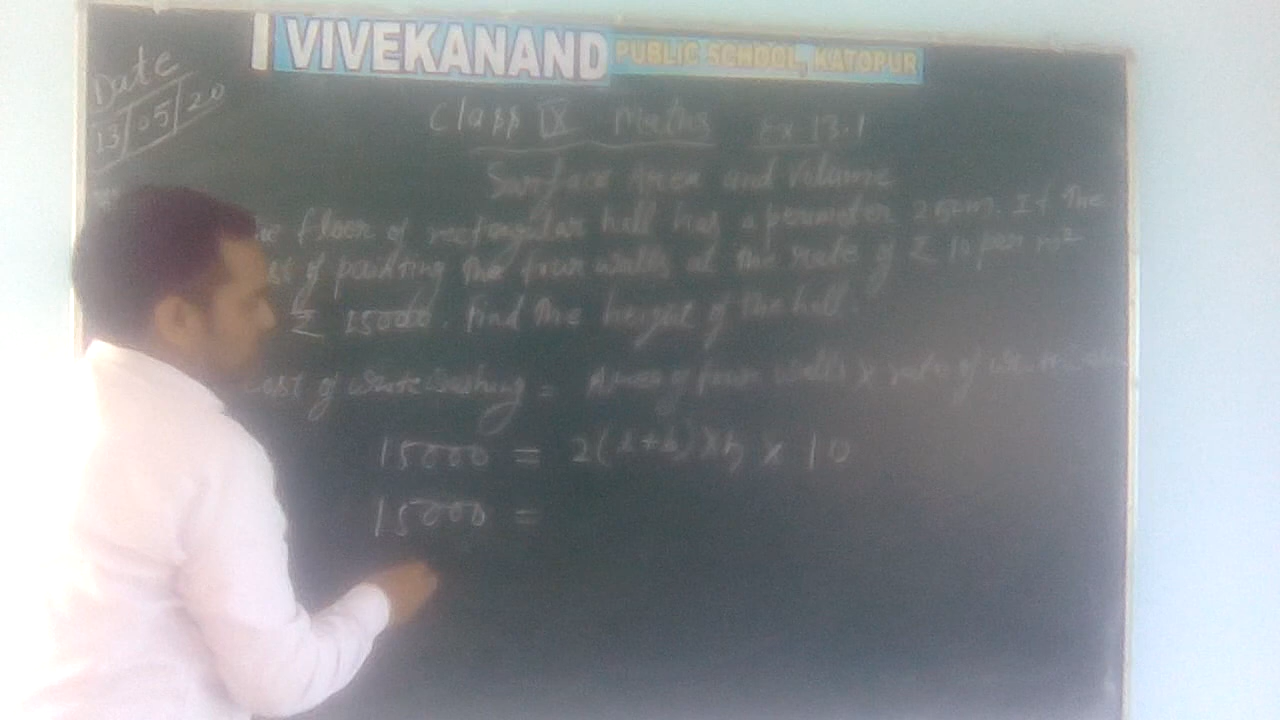 VIVEKANAND PUBLIC SCHOOL, KATOPUR
Date
13/05/20
Class IX Maths Ex 13.1
Surface Area and Volume
floor of rectangular hall has a perimeter 250m. If the
of painting the four walls at the rate of ₹ 10 per m²
₹ 15000. Find the height of the hall.
cost of white washing = Area of four walls × rate of white
15000 = 2(l+b)×h × 10
15000 =